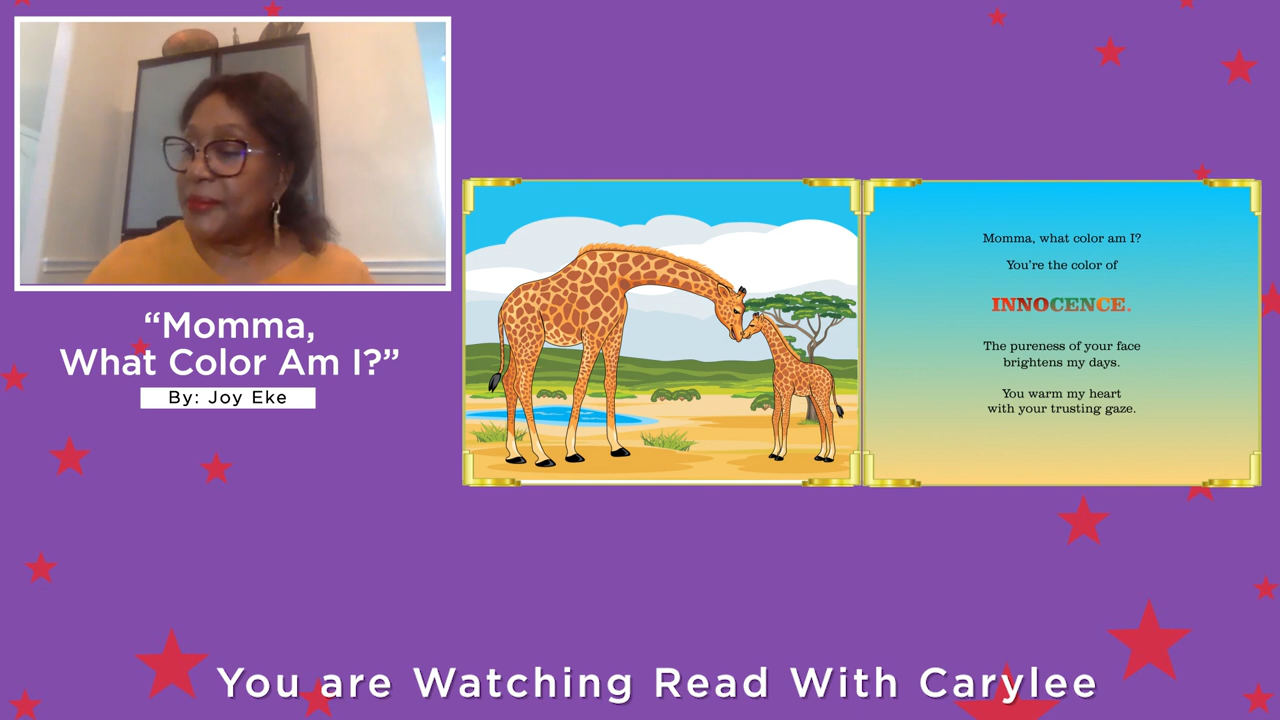 “Momma,
What Color Am I?”
By: Joy Eke
Momma, what color am I?
You’re the color of
INNOCENCE.
The pureness of your face
brightens my days.
You warm my heart
with your trusting gaze.
You are Watching Read With Carylee